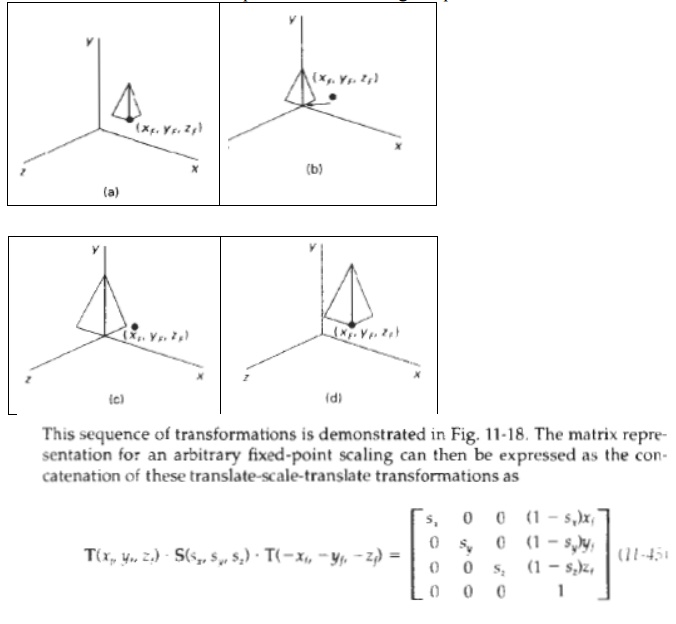 y
(x_f, y_f, z_f)
z
x
(a)
y
(x_f, y_f, z_f)
x
(b)
y
(x_f, y_f, z_f)
z
x
(c)
y
(x_f, y_f, z_f)
z
x
(d)
This sequence of transformations is demonstrated in Fig. 11-18. The matrix repre-
sentation for an arbitrary fixed-point scaling can then be expressed as the con-
catenation of these translate-scale-translate transformations as
s_x 0 0 (1 − s_x)x_f
T(x_f, y_f, z_f) · S(s_x, s_y, s_z) · T(−x_f, −y_f, −z_f) = 0 s_y 0 (1 − s_y)y_f (11-45)
0 0 s_z (1 − s_z)z_f
0 0 0 1